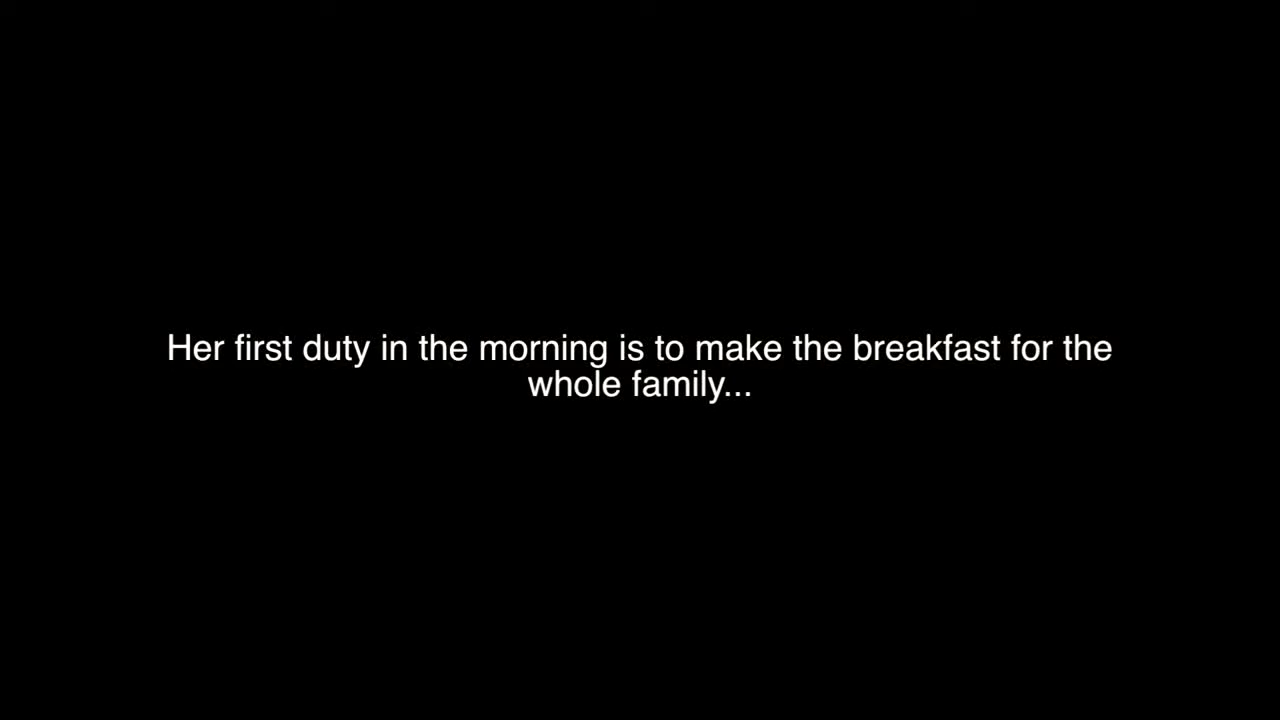 Her first duty in the morning is to make the breakfast for the
whole family...